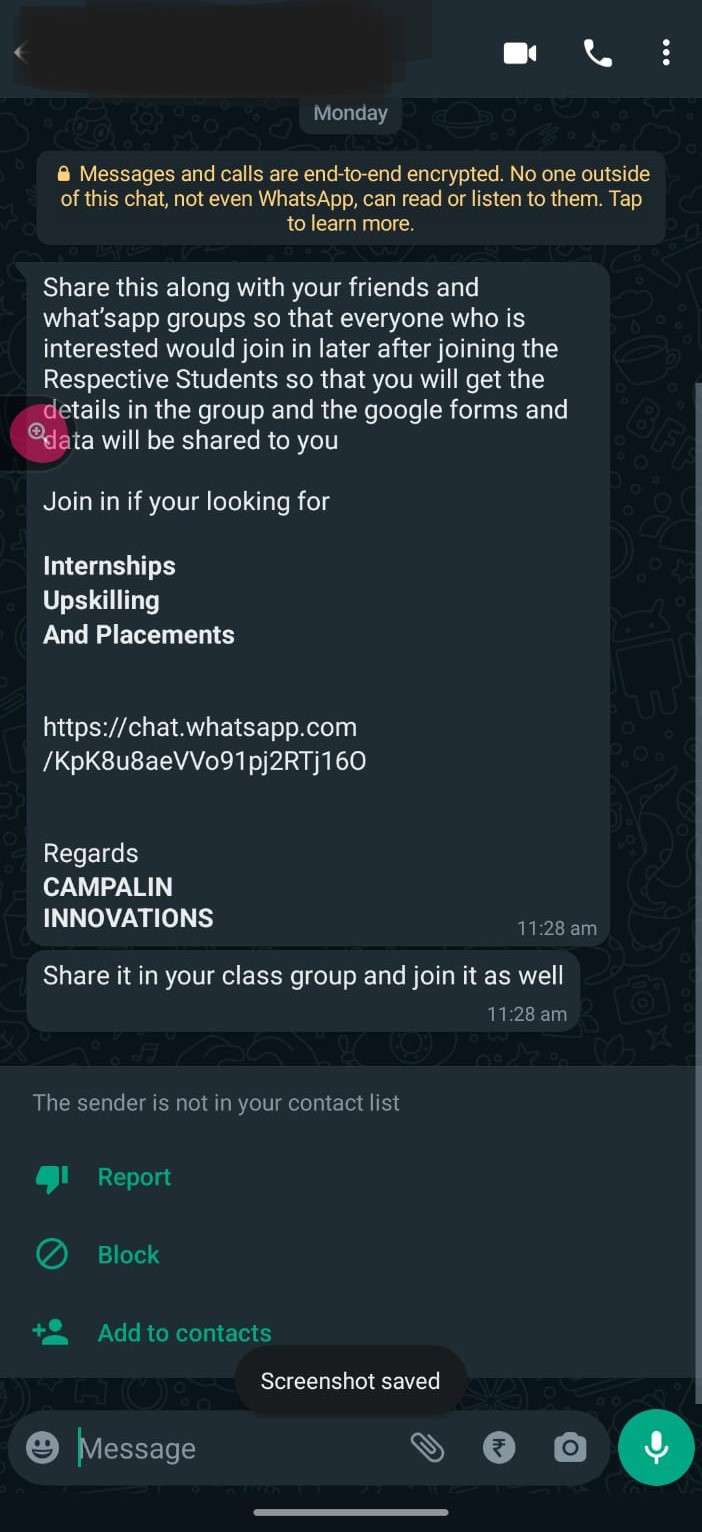 Monday
Messages and calls are end-to-end encrypted. No one outside
of this chat, not even WhatsApp, can read or listen to them. Tap
to learn more.
Share this along with your friends and
what'sapp groups so that everyone who is
interested would join in later after joining the
Respective Students so that you will get the
details in the group and the google forms and
data will be shared to you
Join in if your looking for
Internships
Upskilling
And Placements
https://chat.whatsapp.com
/KpK8u8aeVVo91pj2RTj16O
Regards
CAMPALIN
INNOVATIONS
11:28 am
Share it in your class group and join it as well
11:28 am
The sender is not in your contact list
Report
Block
Add to contacts
Screenshot saved
Message